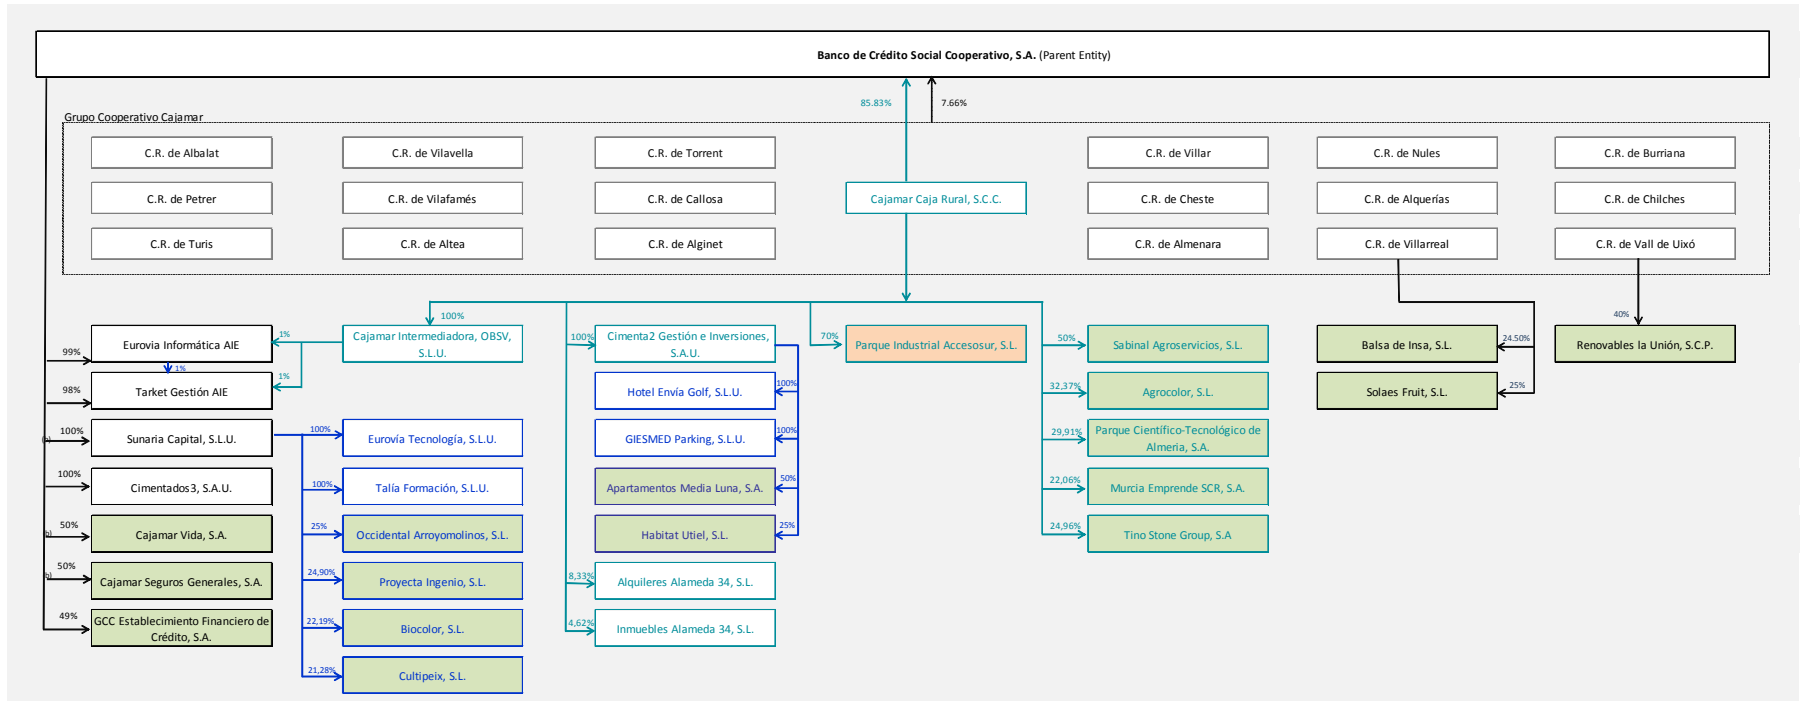 Banco de Crédito Social Cooperativo, S.A. (Parent Entity)
85.83%
7.66%
Grupo Cooperativo Cajamar
C.R. de Albalat
C.R. de Vilavella
C.R. de Torrent
C.R. de Villar
C.R. de Nules
C.R. de Burriana
C.R. de Petrer
C.R. de Vilafamés
C.R. de Callosa
Cajamar Caja Rural, S.C.C.
C.R. de Cheste
C.R. de Alquerías
C.R. de Chilches
C.R. de Turis
C.R. de Altea
C.R. de Alginet
C.R. de Almenara
C.R. de Villarreal
C.R. de Vall de Uixó
99%
Eurovia Informática AIE
1%
98%
Tarket Gestión AIE
100%
Sunaria Capital, S.L.U.
100%
Cimentados3, S.A.U.
50%
Cajamar Vida, S.A.
50%
Cajamar Seguros Generales, S.A.
49%
GCC Establecimiento Financiero de
Crédito, S.A.
100%
1%
1%
Cajamar Intermediadora, OBSV,
S.L.U.
100%
Eurovía Tecnología, S.L.U.
100%
Talía Formación, S.L.U.
25%
Occidental Arroyomolinos, S.L.
24,90%
Proyecta Ingenio, S.L.
22,19%
Biocolor, S.L.
21,28%
Cultipeix, S.L.
100%
Cimenta2 Gestión e Inversiones,
S.A.U.
Hotel Envía Golf, S.L.U.
100%
GIESMED Parking, S.L.U.
100%
Apartamentos Media Luna, S.A.
50%
Habitat Utiel, S.L.
25%
8,33%
Alquileres Alameda 34, S.L.
4,62%
Inmuebles Alameda 34, S.L.
70%
Parque Industrial Accesosur, S.L.
50%
Sabinal Agroservicios, S.L.
32,37%
Agrocolor, S.L.
29,91%
Parque Científico-Tecnológico de
Almeria, S.A.
22,06%
Murcia Emprende SCR, S.A.
24,96%
Tino Stone Group, S.A
Balsa de Insa, S.L.
24.50%
Solaes Fruit, S.L.
25%
40%
Renovables la Unión, S.C.P.